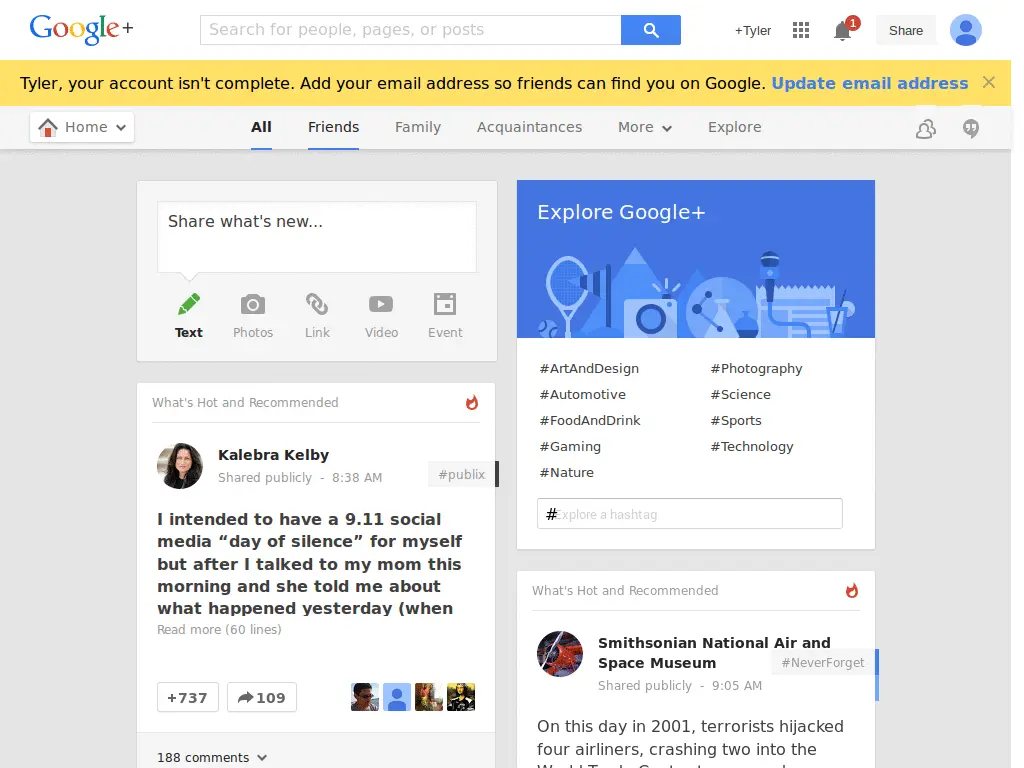 Google+
Search for people, pages, or posts
+Tyler
1
Share
Tyler, your account isn't complete. Add your email address so friends can find you on Google. Update email address
Home
All
Friends
Family
Acquaintances
More
Explore
Share what's new...
Text
Photos
Link
Video
Event
What's Hot and Recommended
Kalebra Kelby
Shared publicly - 8:38 AM
#publix
I intended to have a 9.11 social
media “day of silence” for myself
but after I talked to my mom this
morning and she told me about
what happened yesterday (when
Read more (60 lines)
+737
109
188 comments
Explore Google+
#ArtAndDesign
#Photography
#Automotive
#Science
#FoodAndDrink
#Sports
#Gaming
#Technology
#Nature
#Explore a hashtag
What's Hot and Recommended
Smithsonian National Air and
Space Museum
#NeverForget
Shared publicly - 9:05 AM
On this day in 2001, terrorists hijacked
four airliners, crashing two into the